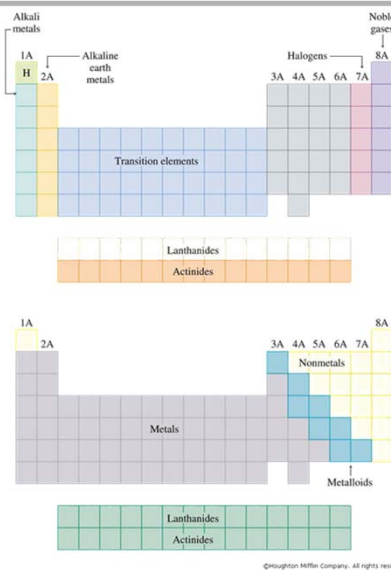 Alkali
metals
Noble
gases
1A
Alkaline
earth
metals
Halogens
8A
H
2A
3A 4A 5A 6A 7A
Transition elements
Lanthanides
Actinides
1A
8A
2A
3A 4A 5A 6A 7A
Nonmetals
Metals
Metalloids
Lanthanides
Actinides
©Houghton Mifflin Company. All rights res